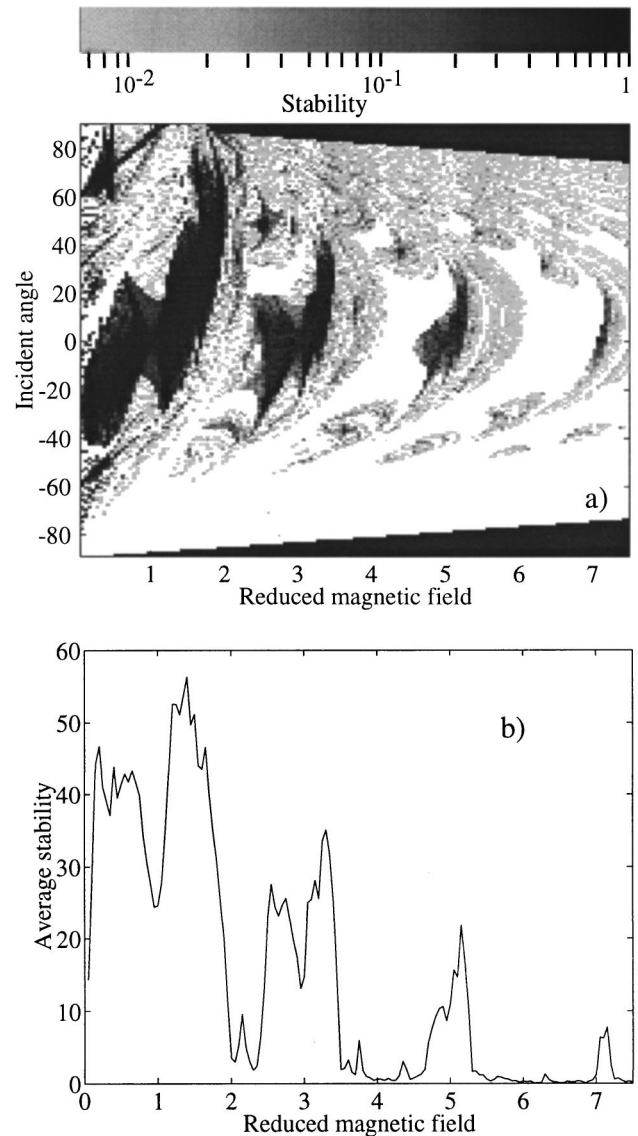 10-2 10-1 1
Stability
80
60
40
20
0
-20
-40
-60
-80
Incident angle
a)
1 2 3 4 5 6 7
Reduced magnetic field
60
50
40
30
20
10
0
Average stability
b)
0 1 2 3 4 5 6 7
Reduced magnetic field